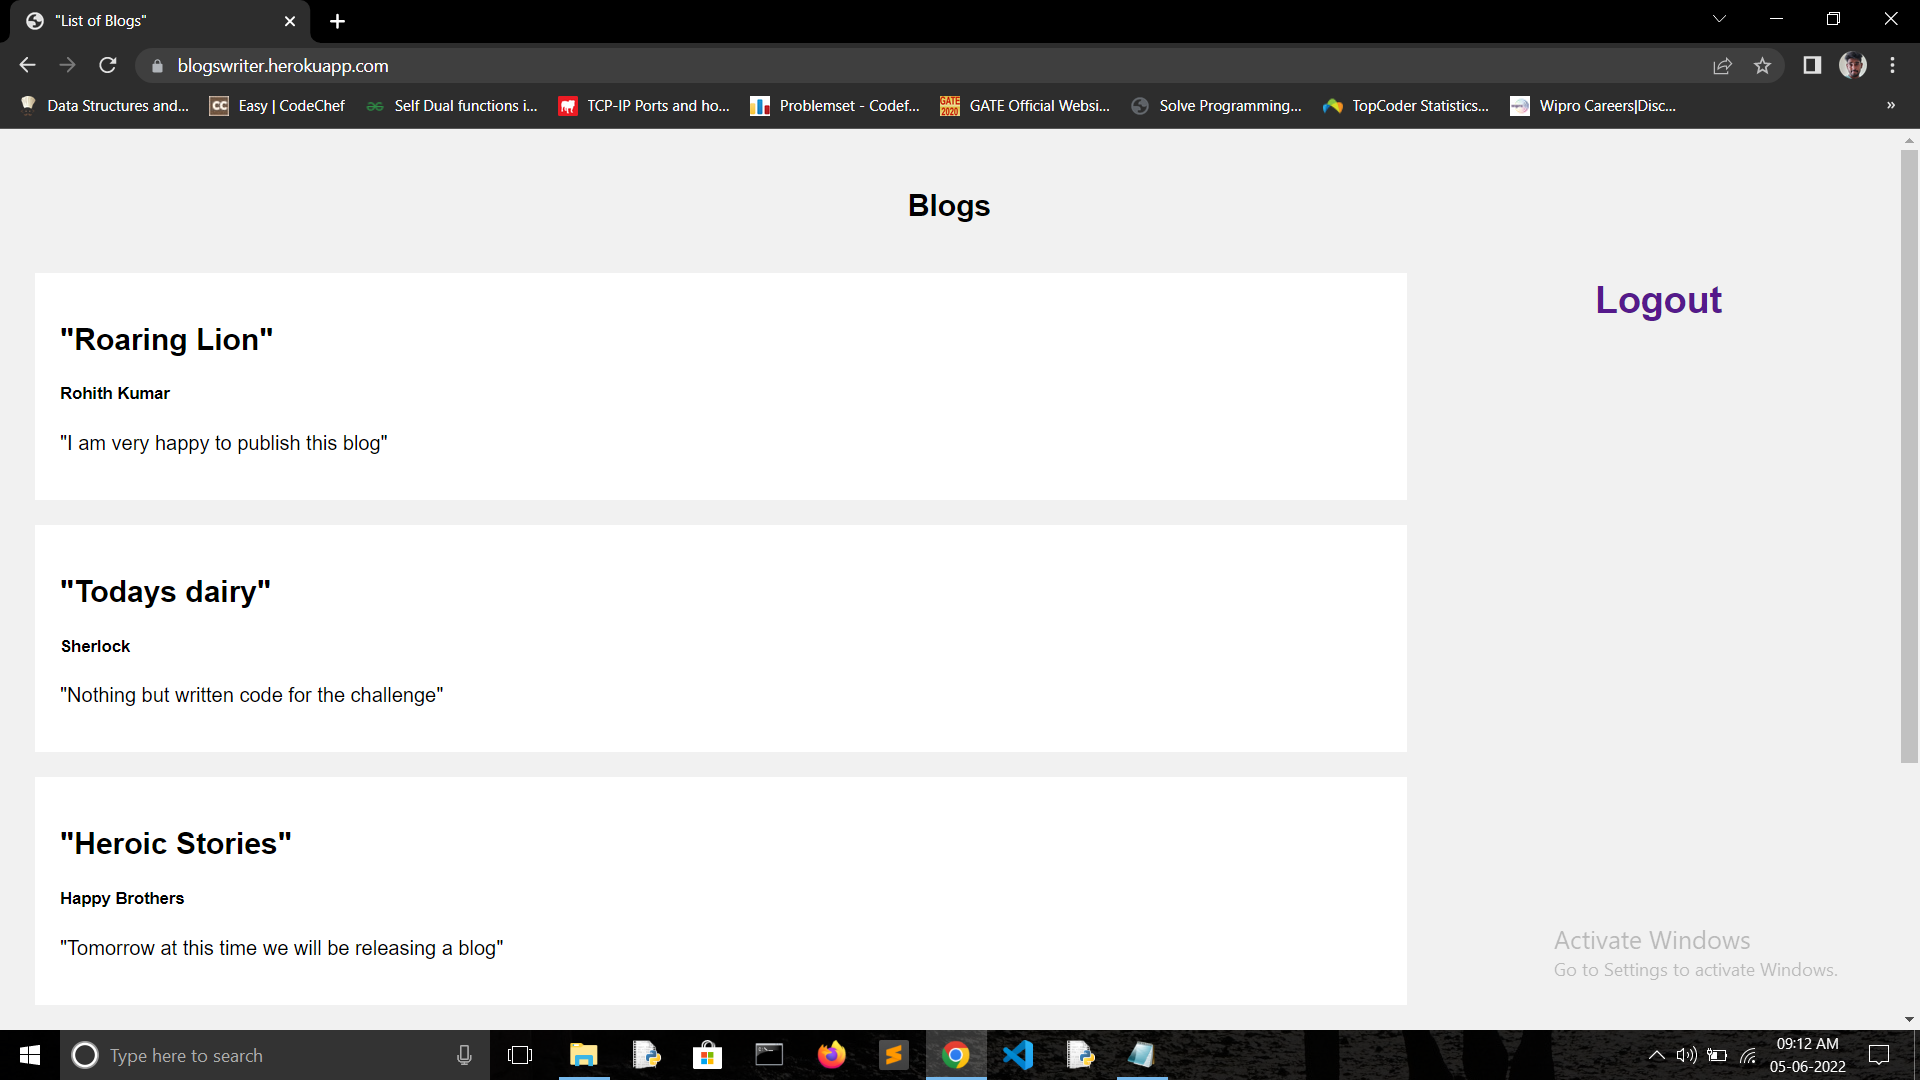 "List of Blogs"
blogswriter.herokuapp.com
Data Structures and... Easy | CodeChef Self Dual functions i... TCP-IP Ports and ho... Problemset - Codef... GATE Official Websi... Solve Programming... TopCoder Statistics... Wipro Careers|Disc... »
Blogs
Logout
"Roaring Lion"
Rohith Kumar
"I am very happy to publish this blog"
"Todays dairy"
Sherlock
"Nothing but written code for the challenge"
"Heroic Stories"
Happy Brothers
"Tomorrow at this time we will be releasing a blog"
Activate Windows
Go to Settings to activate Windows.
Type here to search
09:12 AM
05-06-2022